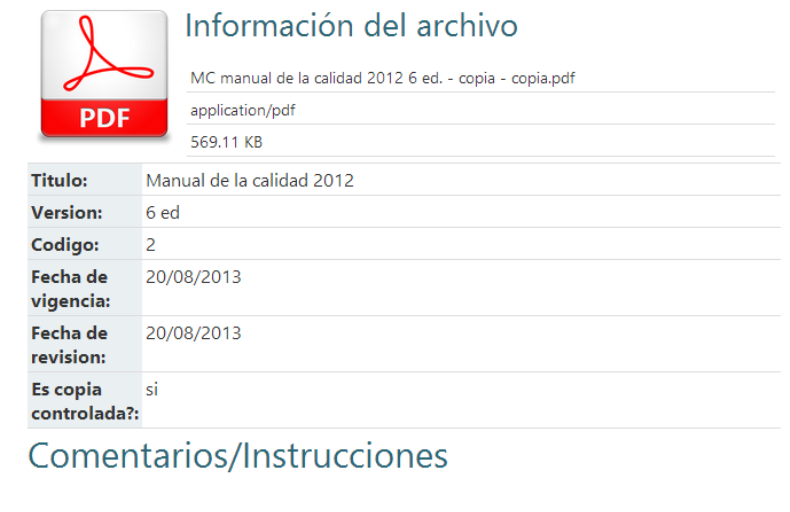 Información del archivo
MC manual de la calidad 2012 6 ed. - copia - copia.pdf
application/pdf
569.11 KB
PDF
Titulo: Manual de la calidad 2012
Version: 6 ed
Codigo: 2
Fecha de vigencia: 20/08/2013
Fecha de revision: 20/08/2013
Es copia controlada?: si
Comentarios/Instrucciones